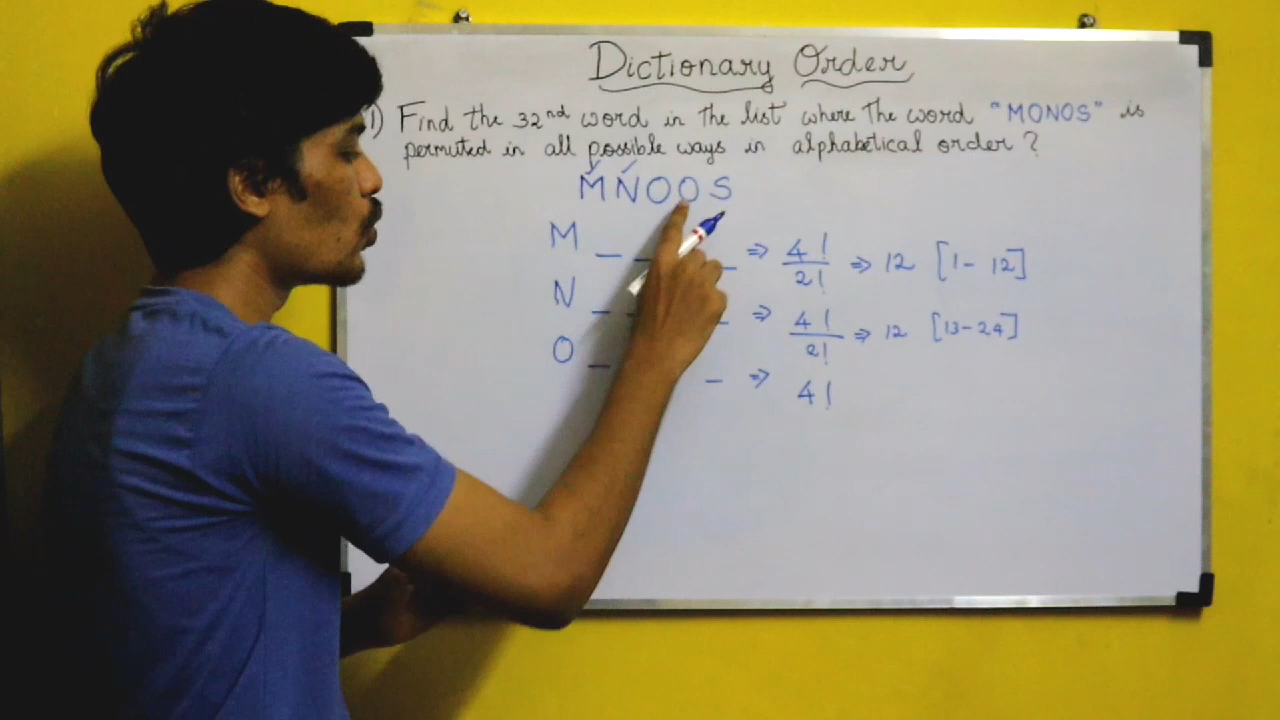 Dictionary Order
1) Find the 32nd word in the list where the word "MONOS" is
permuted in all possible ways in alphabetical order?
M N O O S
M _ _ _ ⇒ 4!/2! ⇒ 12 [1- 12]
N _ _ _ ⇒ 4!/2! ⇒ 12 [13-24]
O _ _ ⇒ 4!